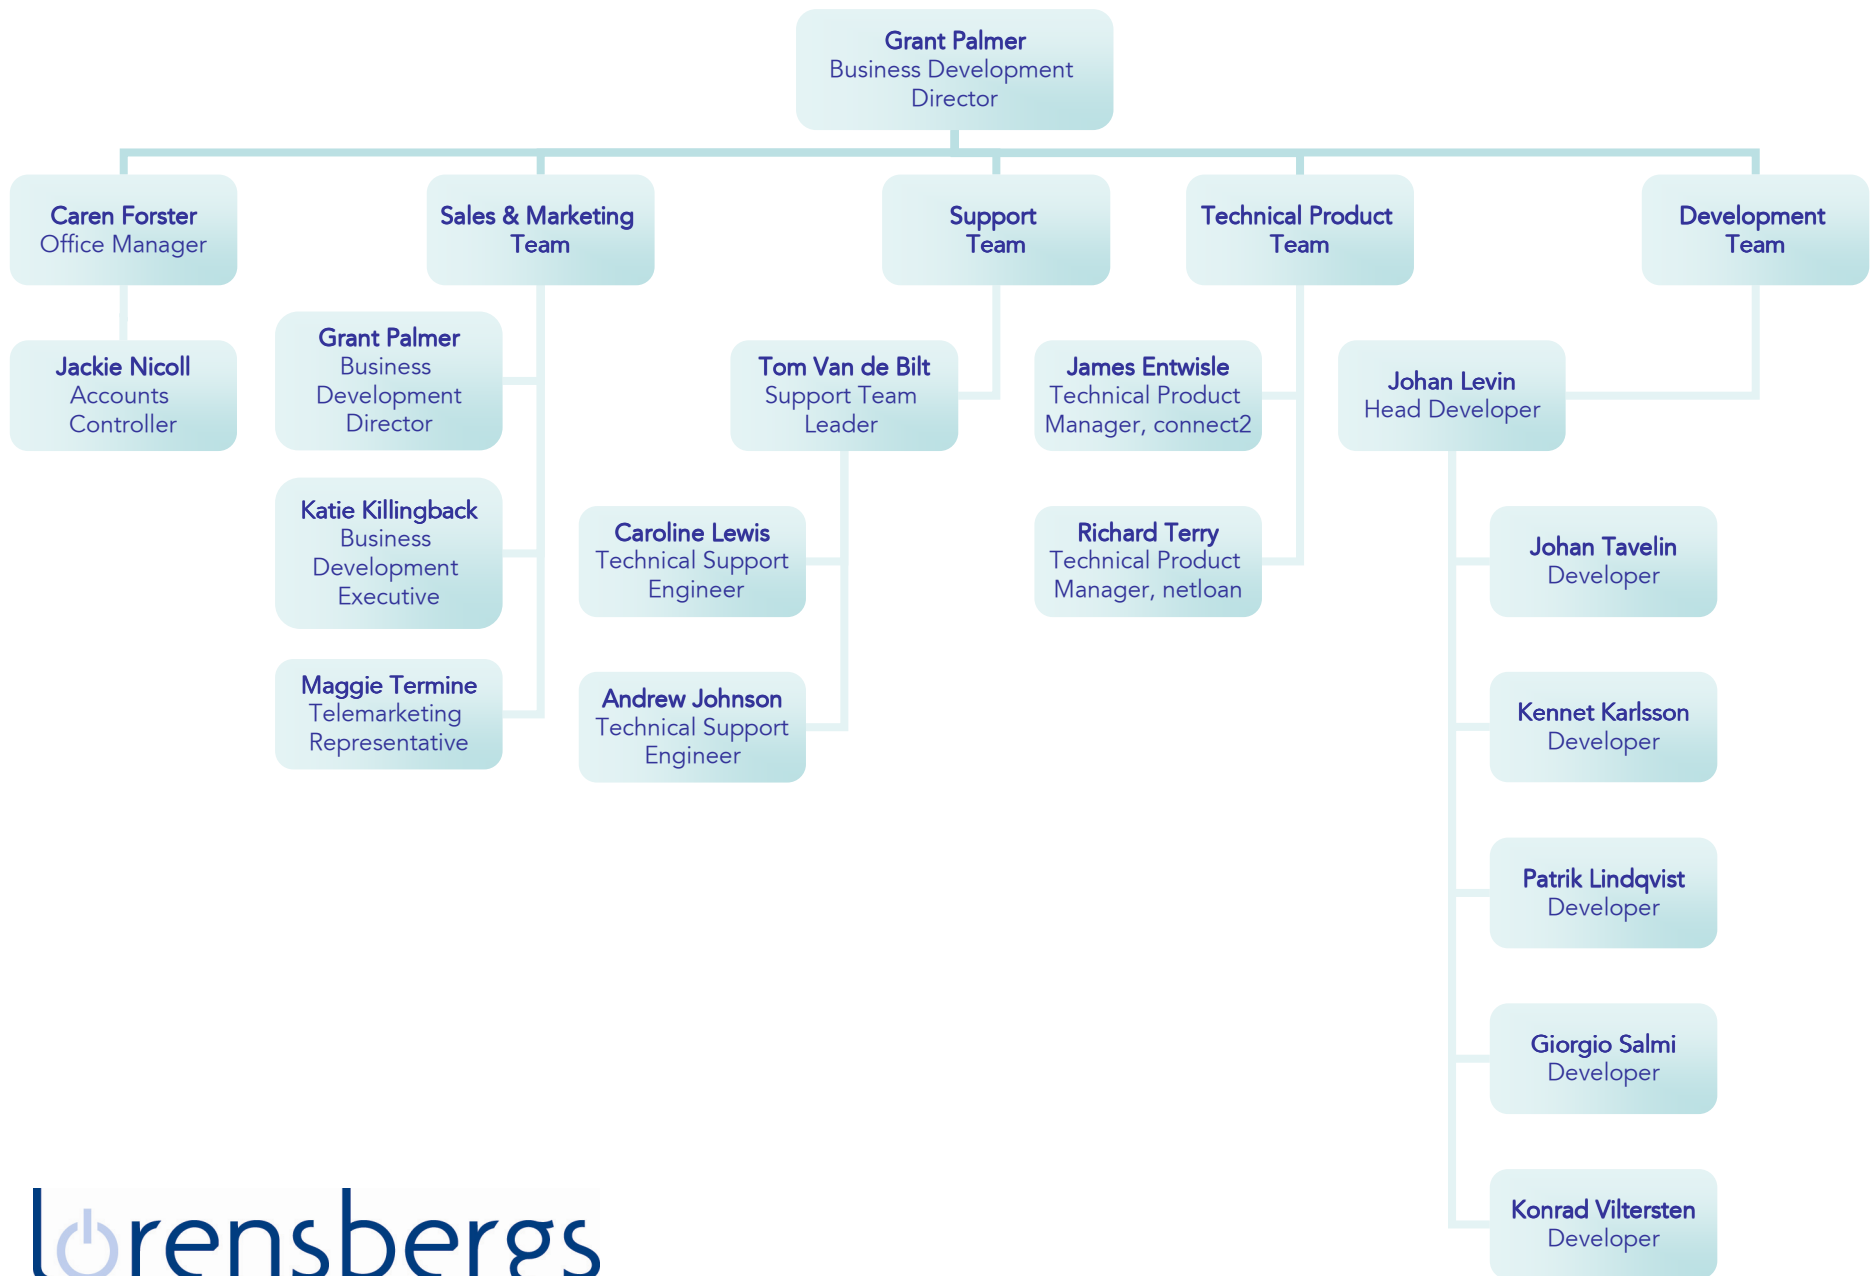 Grant Palmer
Business Development
Director
Caren Forster
Office Manager
Sales & Marketing
Team
Support
Team
Technical Product
Team
Development
Team
Jackie Nicoll
Accounts
Controller
Grant Palmer
Business
Development
Director
Katie Killingback
Business
Development
Executive
Maggie Termine
Telemarketing
Representative
Tom Van de Bilt
Support Team
Leader
Caroline Lewis
Technical Support
Engineer
Andrew Johnson
Technical Support
Engineer
James Entwisle
Technical Product
Manager, connect2
Richard Terry
Technical Product
Manager, netloan
Johan Levin
Head Developer
Johan Tavelin
Developer
Kennet Karlsson
Developer
Patrik Lindqvist
Developer
Giorgio Salmi
Developer
Konrad Viltersten
Developer
lorensbergs